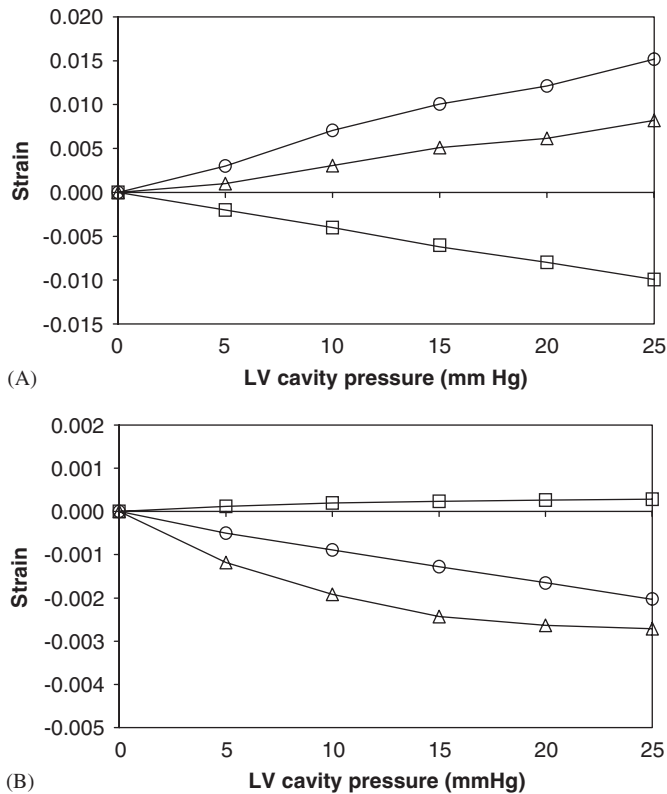 0.020
0.015
0.010
0.005
0.000
-0.005
-0.010
-0.015
Strain
0 5 10 15 20 25
(A)
LV cavity pressure (mm Hg)
0.002
0.001
0.000
-0.001
-0.002
-0.003
-0.004
-0.005
Strain
0 5 10 15 20 25
(B)
LV cavity pressure (mmHg)